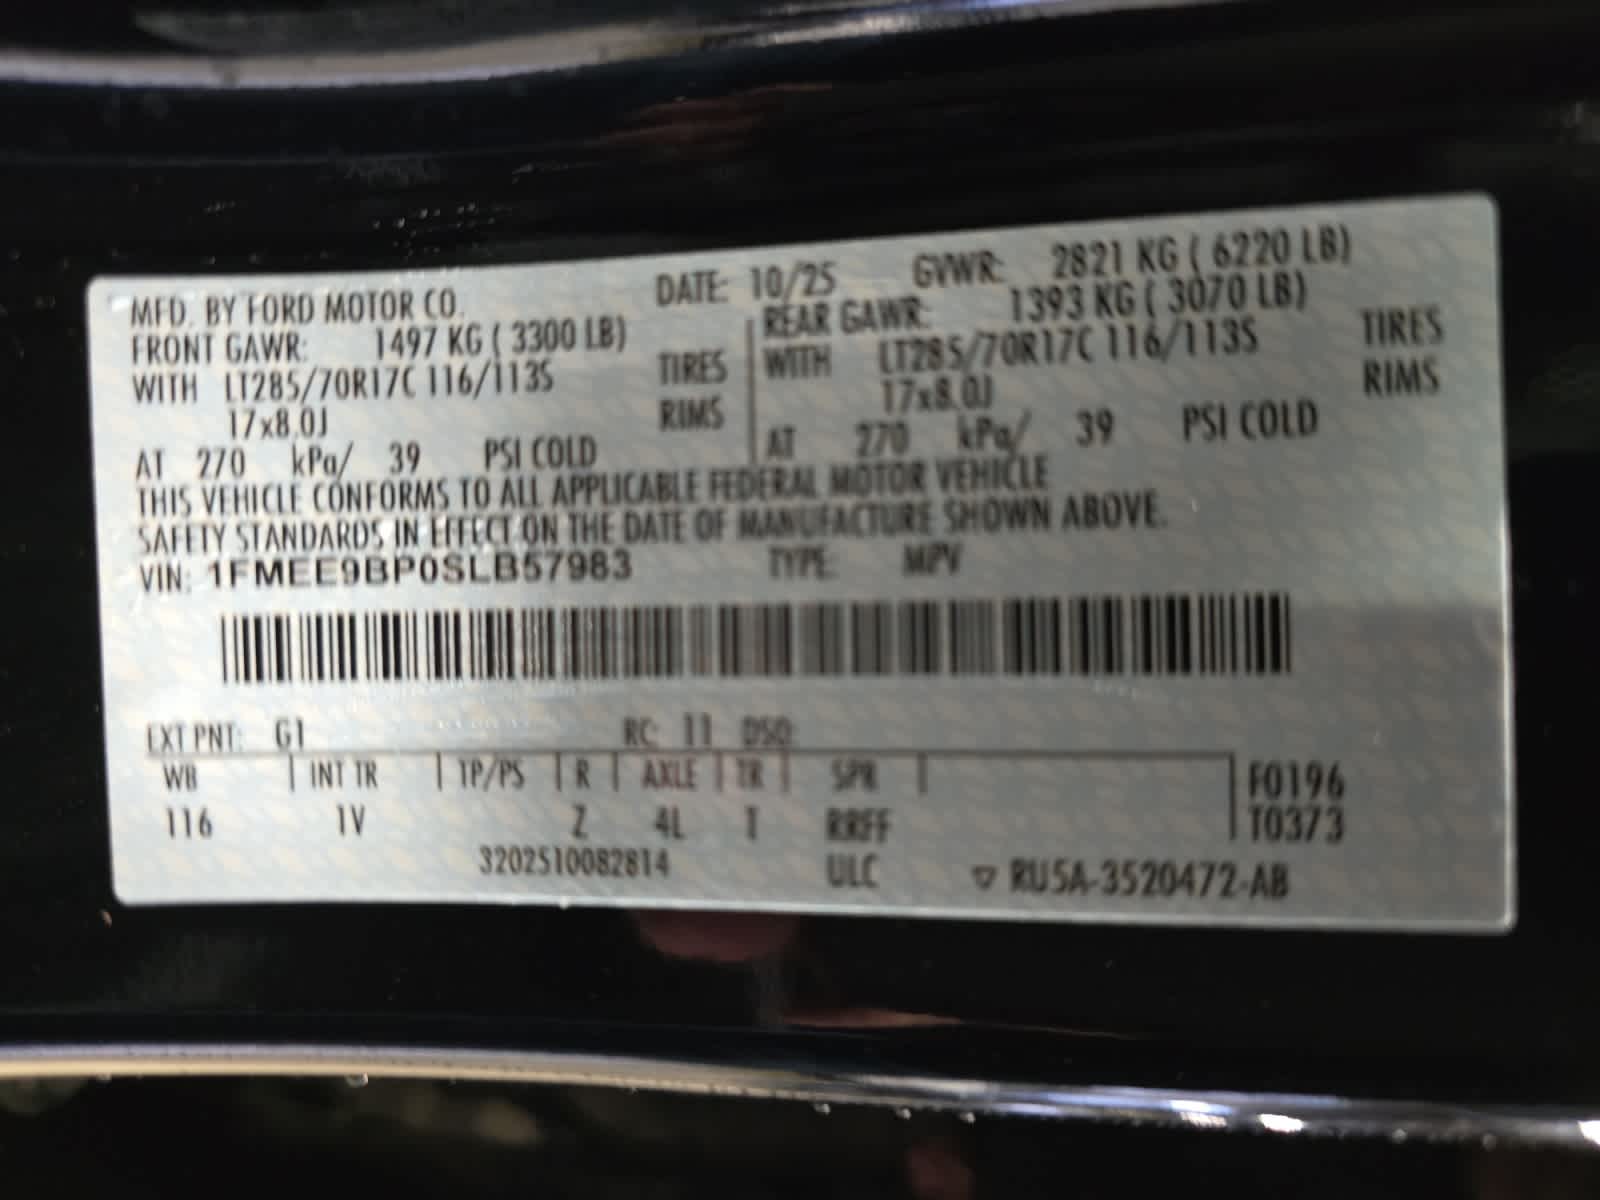 MFD. BY FORD MOTOR CO. DATE: 10/25 GVWR: 2821 KG ( 6220 LB)
FRONT GAWR: 1497 KG ( 3300 LB)
WITH LT285/70R17C 116/113S TIRES
17x8.0J RIMS
AT 270 kPa/ 39 PSI COLD
REAR GAWR: 1393 KG ( 3070 LB)
WITH LT285/70R17C 116/113S TIRES
17x8.0J RIMS
AT 270 kPa/ 39 PSI COLD
THIS VEHICLE CONFORMS TO ALL APPLICABLE FEDERAL MOTOR VEHICLE
SAFETY STANDARDS IN EFFECT ON THE DATE OF MANUFACTURE SHOWN ABOVE.
VIN: 1FMEE9BP0SLB57983 TYPE: MPV
EXT PNT: G1 RC: 11 DSO:
WB INT TR TP/PS R AXLE TR SPR F0196
116 1V Z 4L T RRFF T0373
3202510082814 ULC ▽ RU5A-3520472-AB